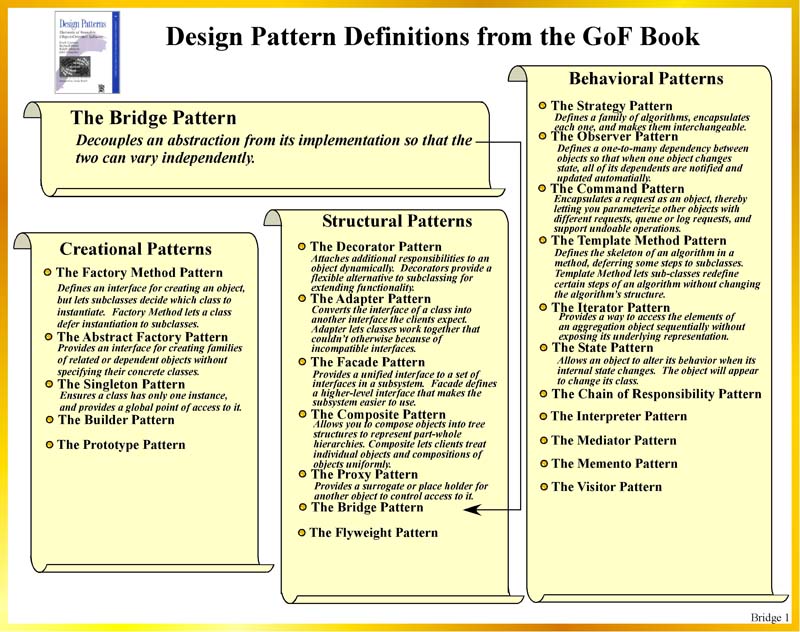 Design Patterns
Design Pattern Definitions from the GoF Book
The Bridge Pattern
Decouples an abstraction from its implementation so that the
two can vary independently.
Creational Patterns
The Factory Method Pattern
Defines an interface for creating an object,
but lets subclasses decide which class to
instantiate.  Factory Method lets a class
defer instantiation to subclasses.
The Abstract Factory Pattern
Provides an interface for creating families
of related or dependent objects without
specifying their concrete classes.
The Singleton Pattern
Ensures a class has only one instance,
and provides a global point of access to it.
The Builder Pattern
The Prototype Pattern
Structural Patterns
The Decorator Pattern
Attaches additional responsibilities to an
object dynamically.  Decorators provide a
flexible alternative to subclassing for
extending functionality.
The Adapter Pattern
Converts the interface of a class into
another interface the clients expect.
Adapter lets classes work together that
couldn't otherwise because of
incompatible interfaces.
The Facade Pattern
Provides a unified interface to a set of
interfaces in a subsystem.  Facade defines
a higher-level interface that makes the
subsystem easier to use.
The Composite Pattern
Allows you to compose objects into tree
structures to represent part-whole
hierarchies. Composite lets clients treat
individual objects and compositions of
objects uniformly.
The Proxy Pattern
Provides a surrogate or place holder for
another object to control access to it.
The Bridge Pattern
The Flyweight Pattern
Behavioral Patterns
The Strategy Pattern
Defines a family of algorithms, encapsulates
each one, and makes them interchangeable.
The Observer Pattern
Defines a one-to-many dependency between
objects so that when one object changes
state, all of its dependents are notified and
updated automatically.
The Command Pattern
Encapsulates a request as an object, thereby
letting you parameterize other objects with
different requests, queue or log requests, and
support undoable operations.
The Template Method Pattern
Defines the skeleton of an algorithm in a
method, deferring some steps to subclasses.
Template Method lets sub-classes redefine
certain steps of an algorithm without changing
the algorithm's structure.
The Iterator Pattern
Provides a way to access the elements of
an aggregation object sequentially without
exposing its underlying representation.
The State Pattern
Allows an object to alter its behavior when its
internal state changes.  The object will appear
to change its class.
The Chain of Responsibility Pattern
The Interpreter Pattern
The Mediator Pattern
The Memento Pattern
The Visitor Pattern
Bridge 1